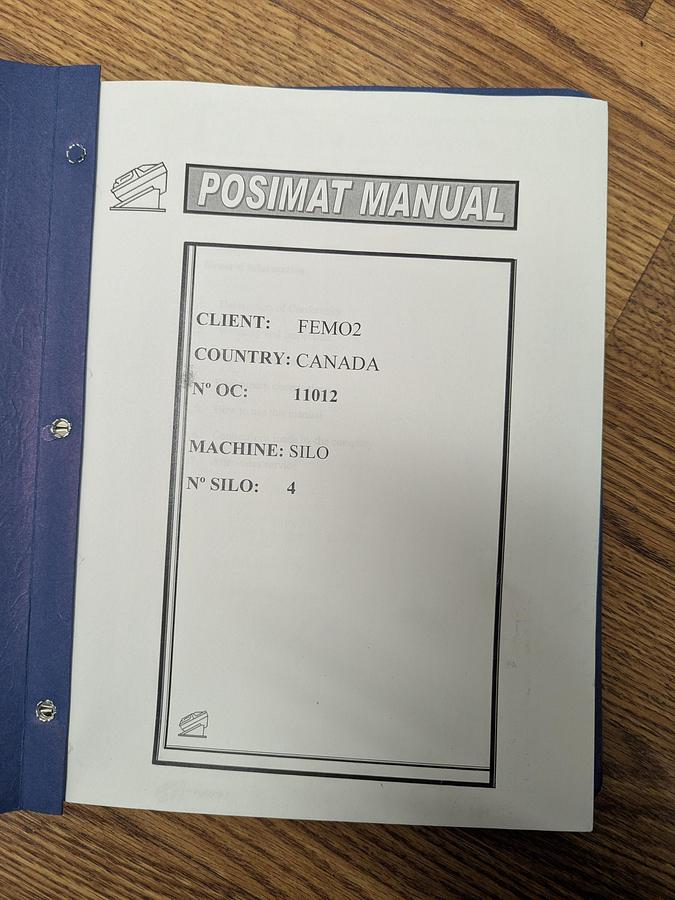 POSIMAT MANUAL
CLIENT: FEMO2
COUNTRY: CANADA
Nº OC: 11012
MACHINE: SILO
Nº SILO: 4